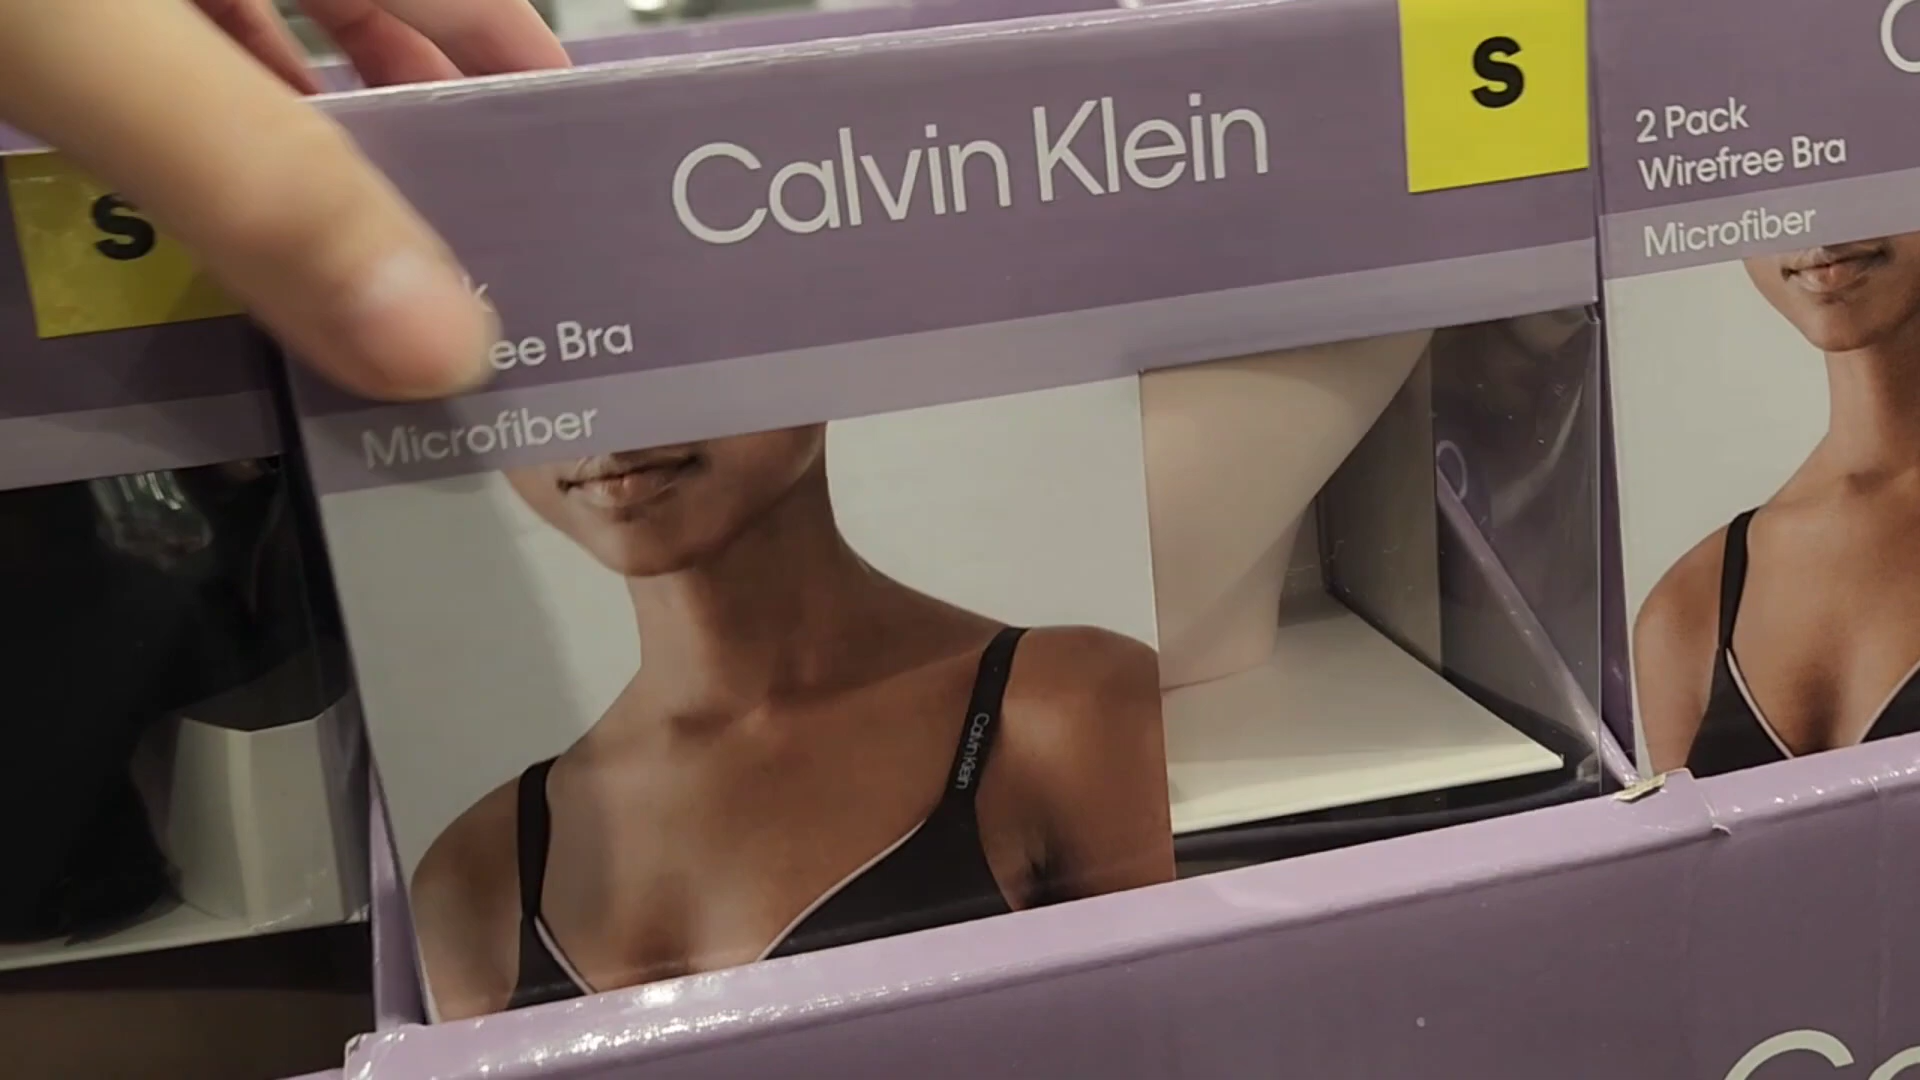 S
Calvin Klein
S
k
ee Bra
Microfiber
Calvin Klein
2 Pack
Wirefree Bra
Microfiber